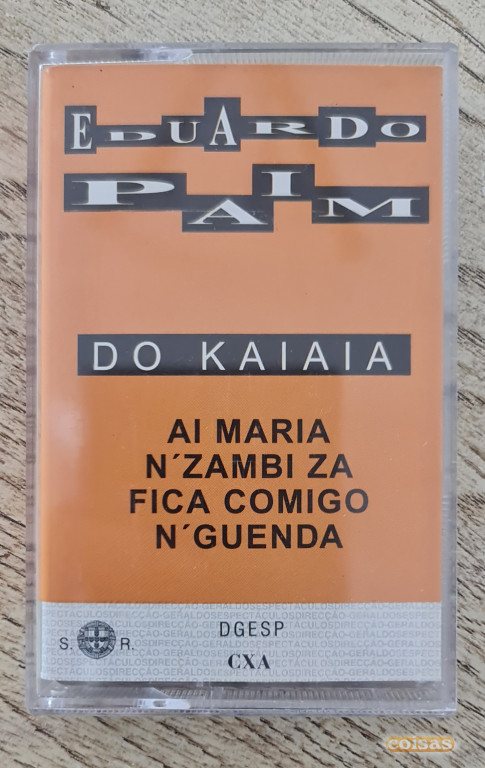 EDUARDO
PAIM
DO KAIAIA
AI MARIA
N´ZAMBI ZA
FICA COMIGO
N´GUENDA
S. R.
DGESP
CXA
coisas